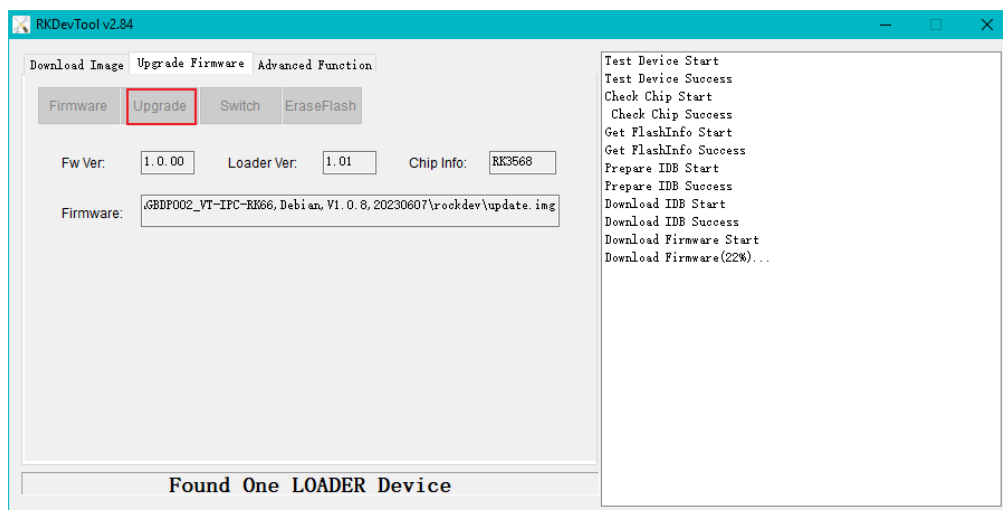 RKDevTool v2.84
Download Image Upgrade Firmware Advanced Function
Firmware Upgrade Switch EraseFlash
Fw Ver: 1.0.00 Loader Ver: 1.01 Chip Info: RK3568
Firmware: .GBDP002_VT-IPC-RK66,Debian,V1.0.8,20230607\rockdev\update.img
Found One LOADER Device
Test Device Start
Test Device Success
Check Chip Start
Check Chip Success
Get FlashInfo Start
Get FlashInfo Success
Prepare IDB Start
Prepare IDB Success
Download IDB Start
Download IDB Success
Download Firmware Start
Download Firmware(22%)...